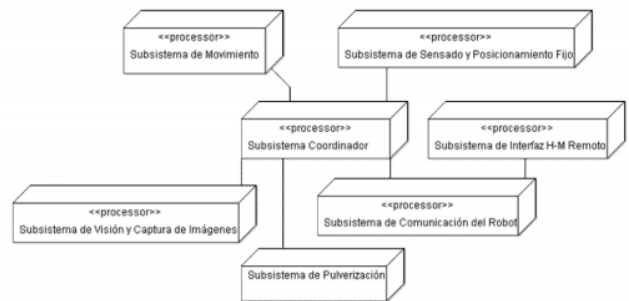 <<processor>>
Subsistema de Movimiento
<<processor>>
Subsistema de Sensado y Posicionamiento Fijo
<<processor>>
Subsistema Coordinador
<<processor>>
Subsistema de Interfaz H-M Remoto
<<processor>>
Subsistema de Visión y Captura de Imágenes
<<processor>>
Subsistema de Comunicación del Robot
Subsistema de Pulverización